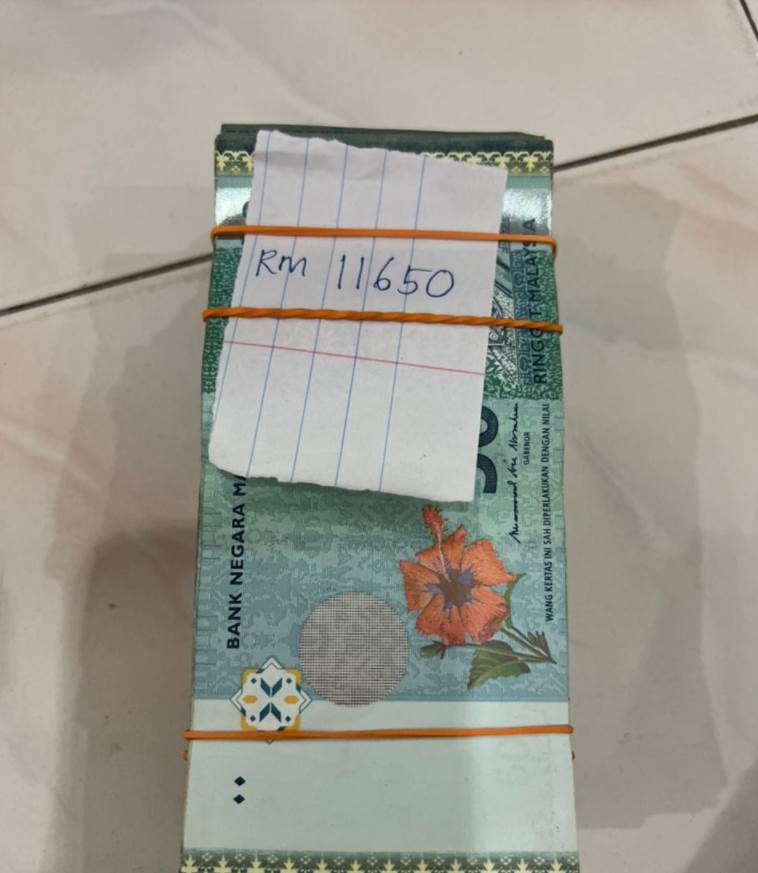 RM 11650
BANK NEGARA
RINGGIT MALAYSIA
GABENOR
WANG KERTAS INI SAH DIPERLAKUKAN DENGAN NILAI